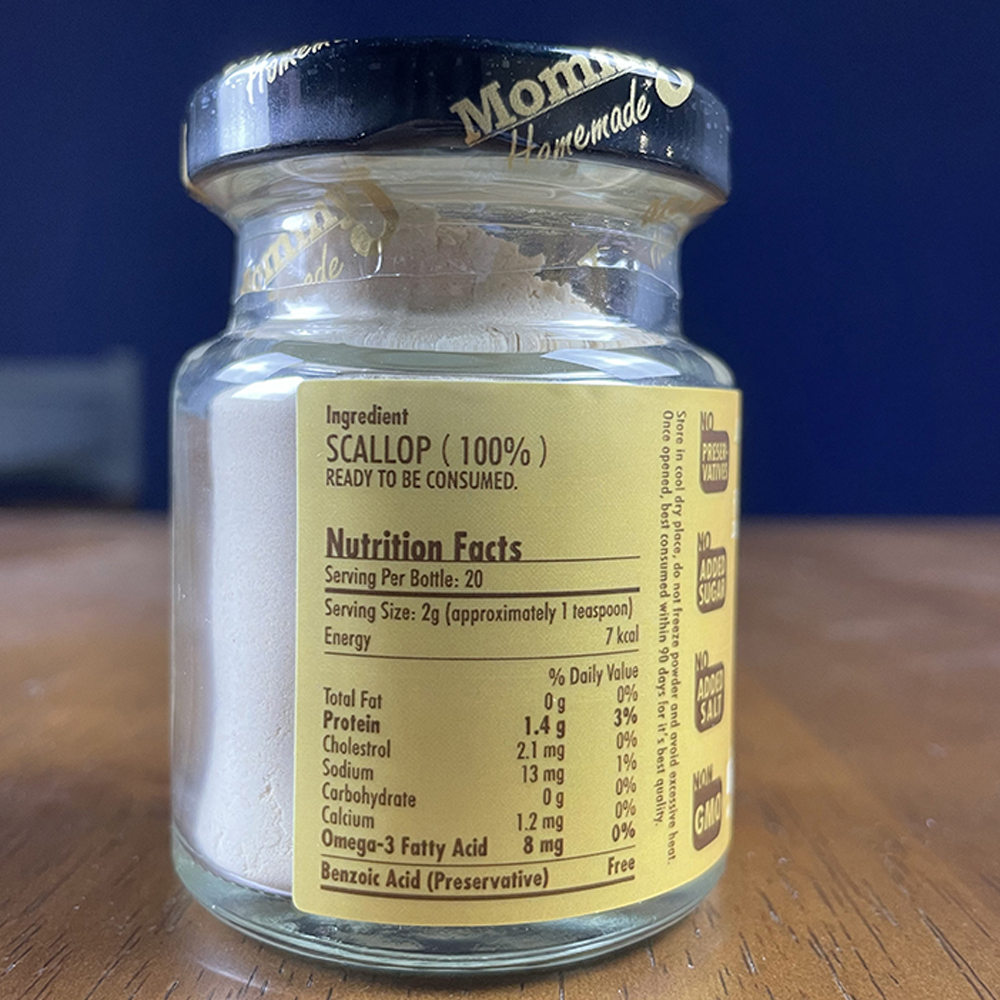 Homemade
Mommy
Homemade
Ingredient
SCALLOP ( 100% )
READY TO BE CONSUMED.
Nutrition Facts
Serving Per Bottle: 20
Serving Size: 2g (approximately 1 teaspoon)
Energy 7 kcal
% Daily Value
Total Fat 0 g 0%
Protein 1.4 g 3%
Cholestrol 2.1 mg 0%
Sodium 13 mg 1%
Carbohydrate 0 g 0%
Calcium 1.2 mg 0%
Omega-3 Fatty Acid 8 mg 0%
Benzoic Acid (Preservative) Free
Store in cool dry place, do not freeze powder and avoid excessive heat.
Once opened, best consumed within 90 days for it's best quality.
NO
PRESER-
VATIVES
NO
ADDED
SUGAR
NO
ADDED
SALT
NON
GMO